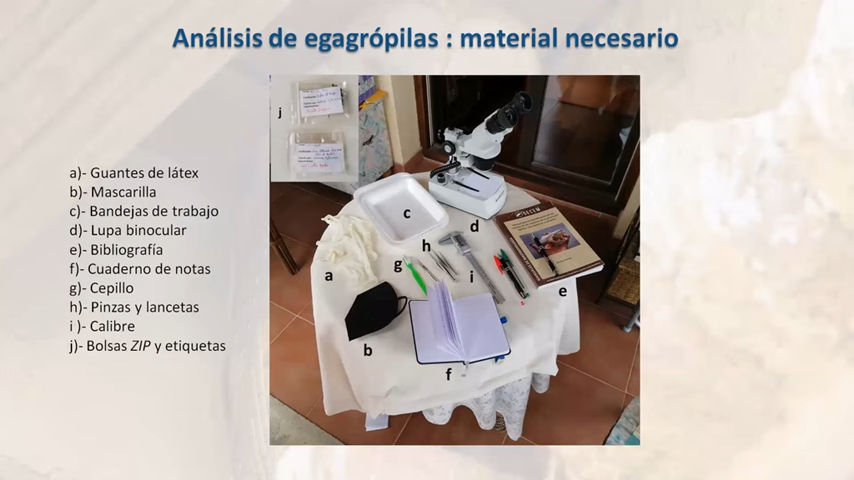 Análisis de egagrópilas : material necesario
a)- Guantes de látex
b)- Mascarilla
c)- Bandejas de trabajo
d)- Lupa binocular
e)- Bibliografía
f)- Cuaderno de notas
g)- Cepillo
h)- Pinzas y lancetas
i )- Calibre
j)- Bolsas ZIP y etiquetas
j
c
d
h
g
a
i
e
b
f
SECEM